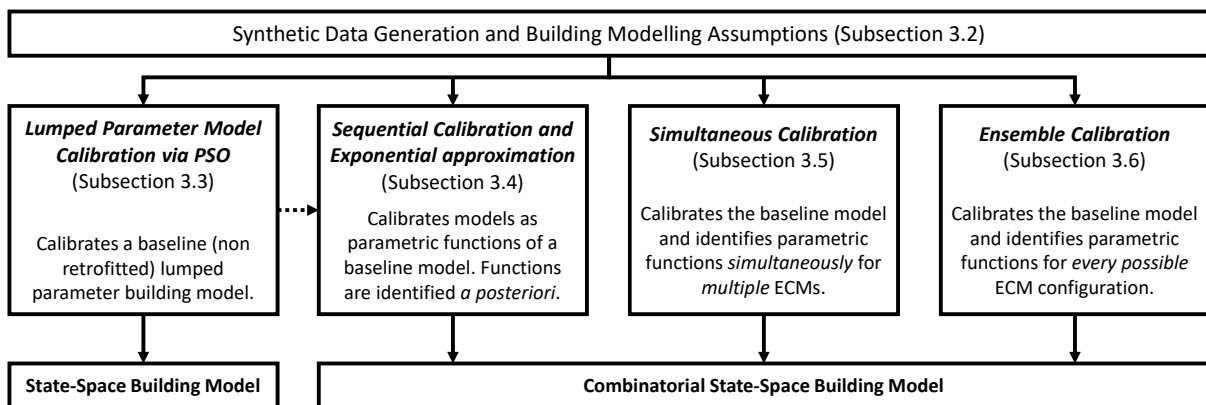 Synthetic Data Generation and Building Modelling Assumptions (Subsection 3.2)
Lumped Parameter Model
Calibration via PSO
(Subsection 3.3)
Calibrates a baseline (non
retrofitted) lumped
parameter building model.
Sequential Calibration and
Exponential approximation
(Subsection 3.4)
Calibrates models as
parametric functions of a
baseline model. Functions
are identified a posteriori.
Simultaneous Calibration
(Subsection 3.5)
Calibrates the baseline model
and identifies parametric
functions simultaneously for
multiple ECMs.
Ensemble Calibration
(Subsection 3.6)
Calibrates the baseline model
and identifies parametric
functions for every possible
ECM configuration.
State-Space Building Model
Combinatorial State-Space Building Model